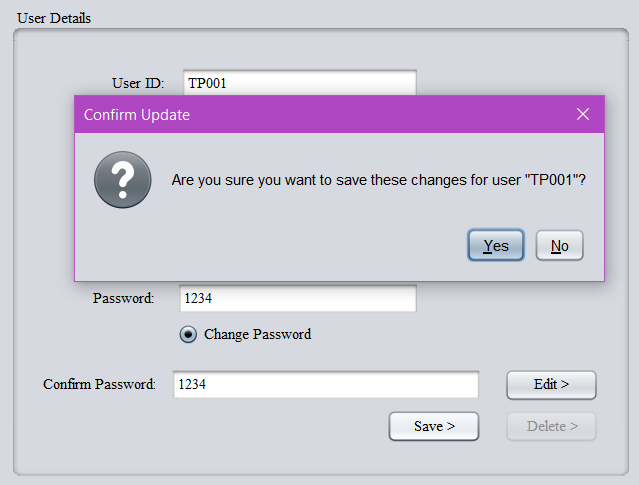 User Details
User ID: TP001
Confirm Update
Are you sure you want to save these changes for user "TP001"?
Yes No
Password: 1234
Change Password
Confirm Password: 1234 Edit >
Save > Delete >